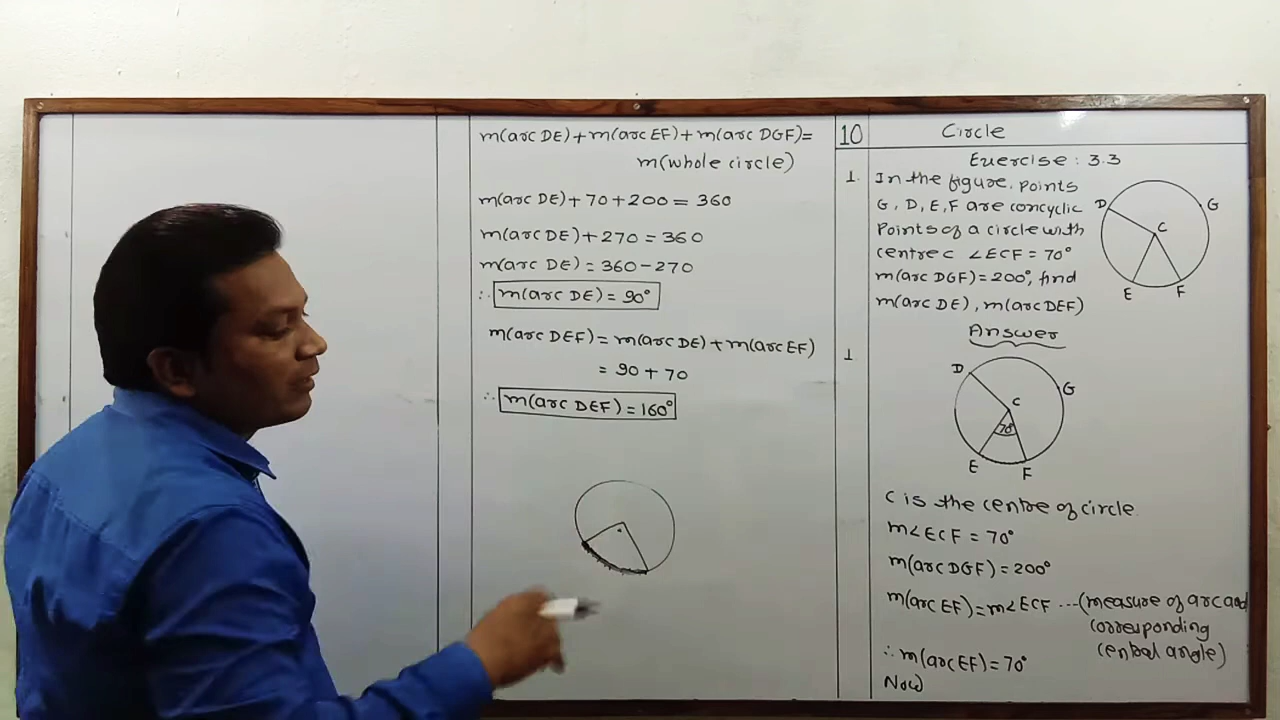 10 Circle
Exercise : 3.3
1. In the figure, points
G, D, E, F are concyclic
Points of a circle with
centre C ∠ECF = 70°
m(arc DGF) = 200°, find
m(arc DE), m(arc DEF)
D
G
C
E
F
Answer
1
D
G
C
70°
E
F
C is the centre of circle.
m∠ECF = 70°
m(arc DGF) = 200°
m(arc EF) = m∠ECF ---(measure of arc and
corresponding
central angle)
∴ m(arc EF) = 70°
Now
m(arc DE) + m(arc EF) + m(arc DGF) =
m(whole circle)
m(arc DE) + 70 + 200 = 360
m(arc DE) + 270 = 360
m(arc DE) = 360 - 270
∴ m(arc DE) = 90°
m(arc DEF) = m(arc DE) + m(arc EF)
= 90 + 70
∴ m(arc DEF) = 160°